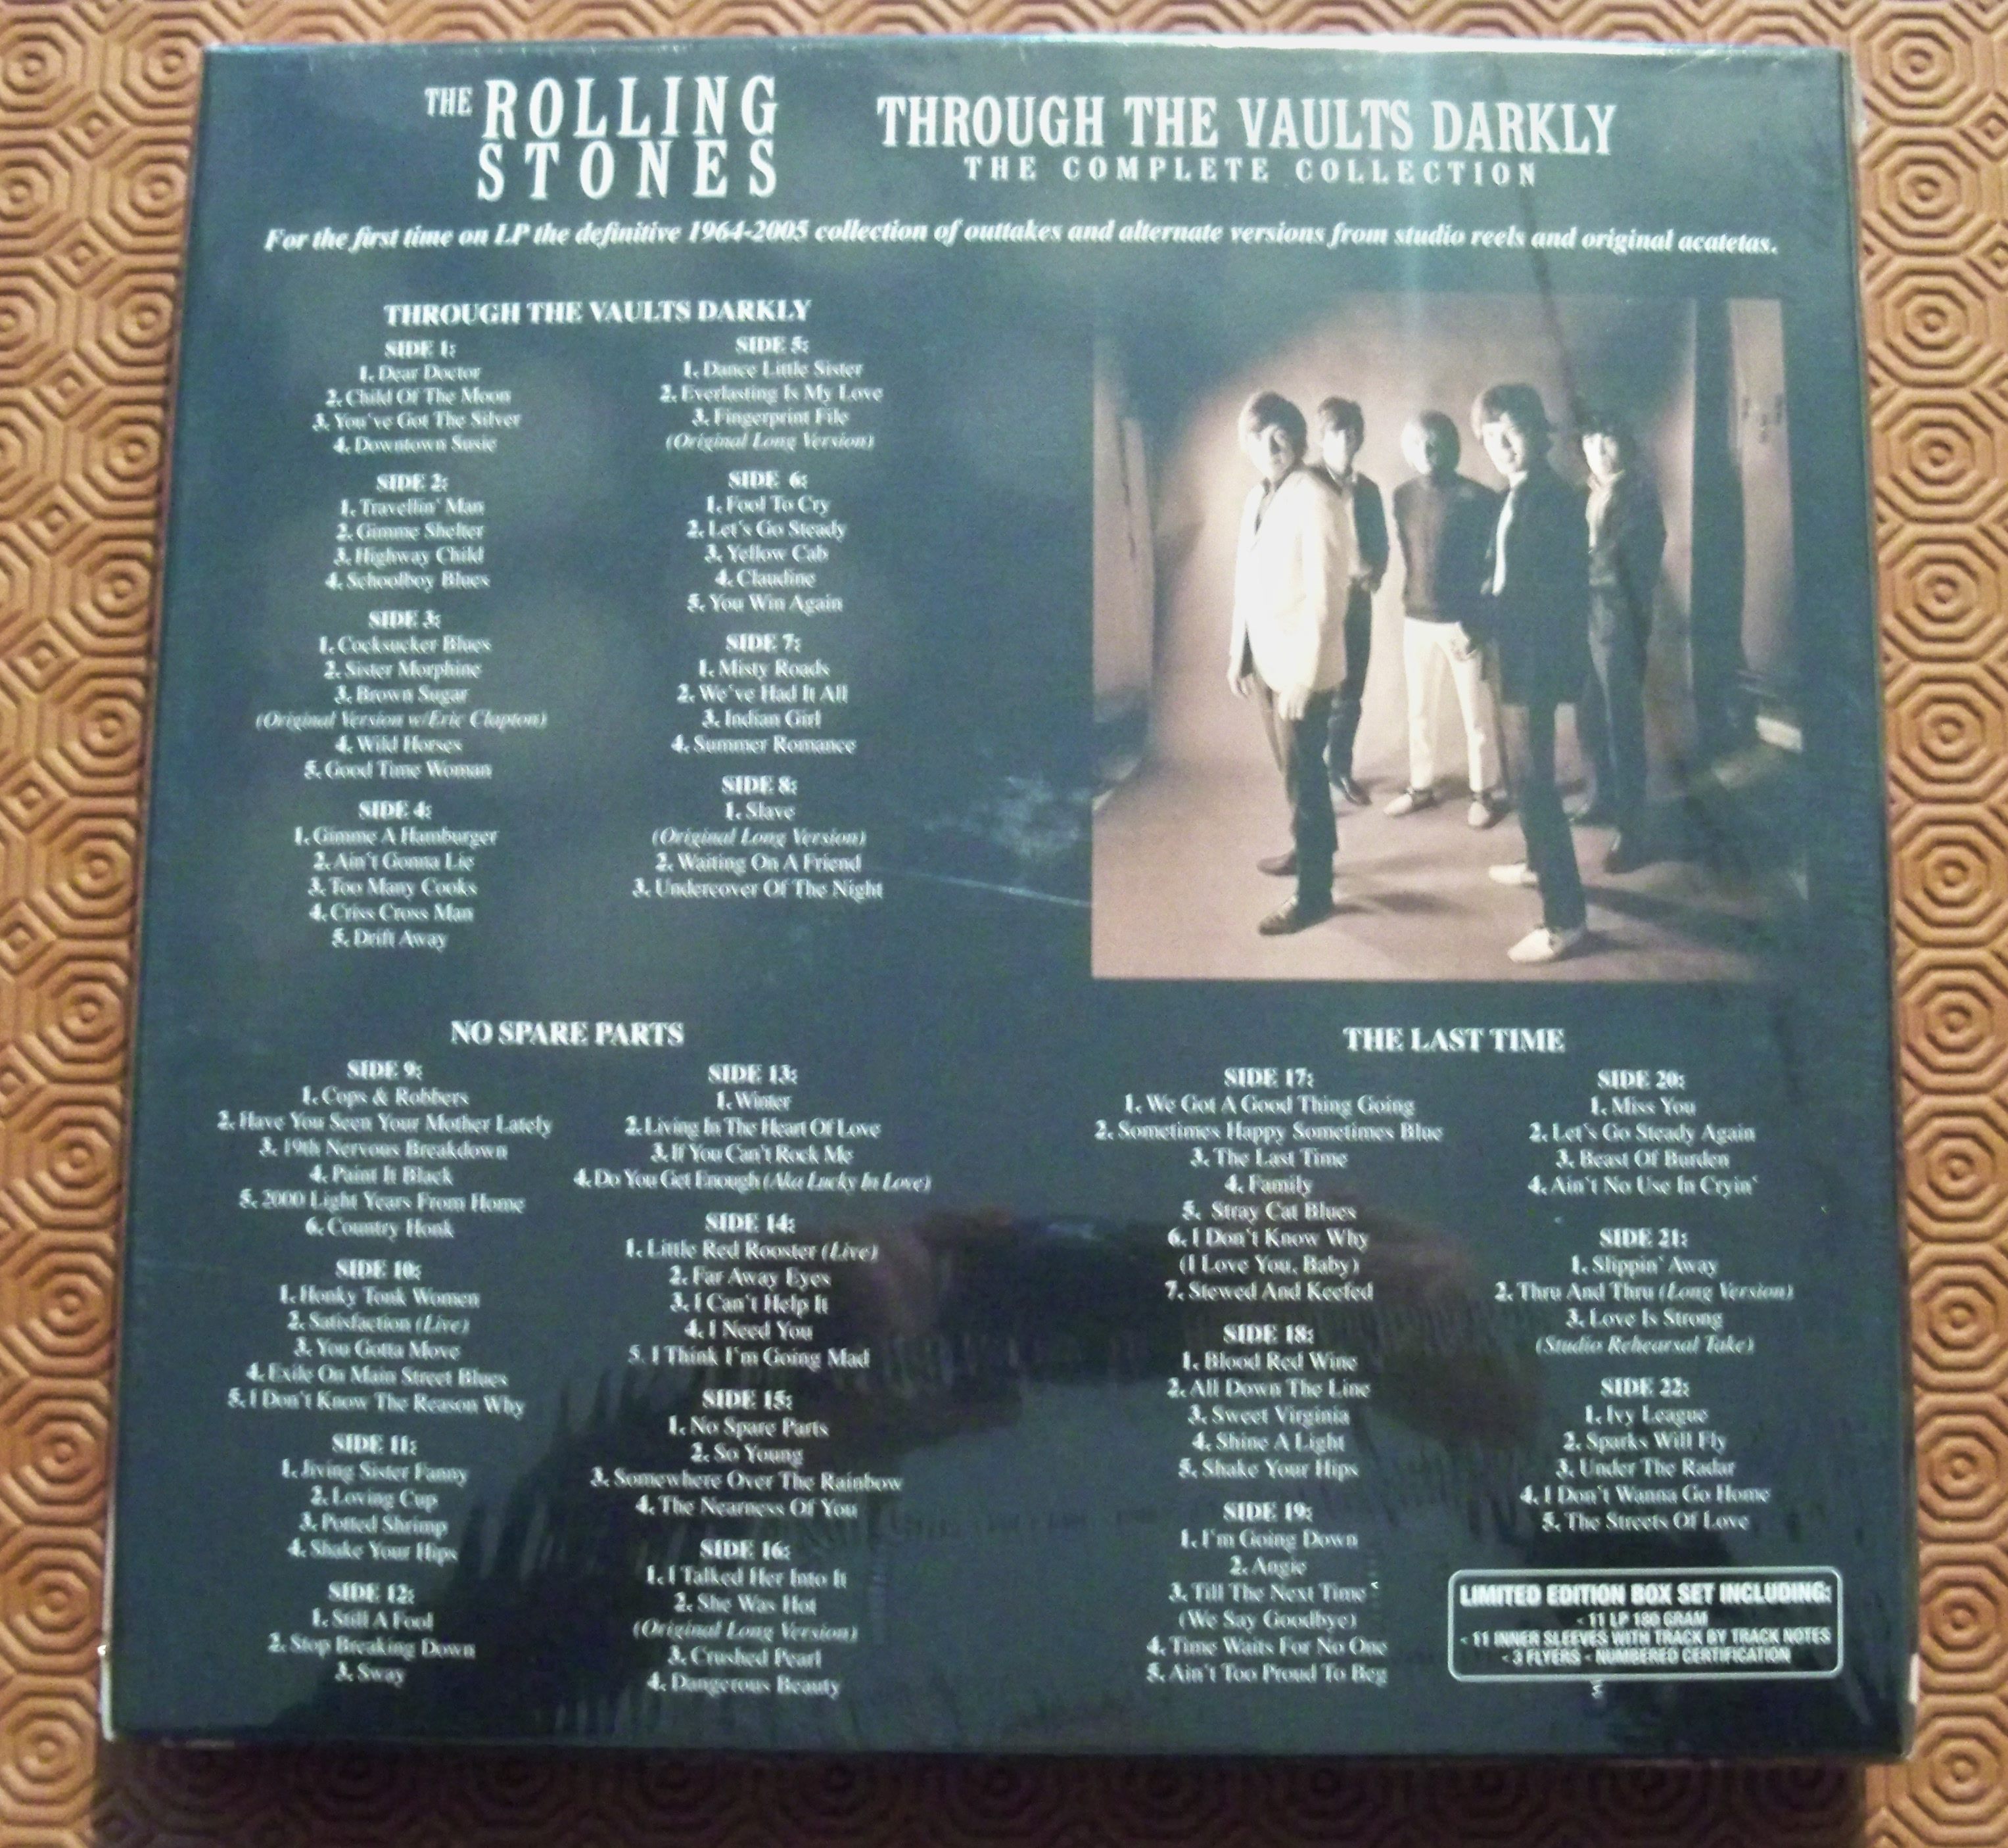 THE ROLLING
STONES
THROUGH THE VAULTS DARKLY
THE COMPLETE COLLECTION
For the first time on LP the definitive 1964-2005 collection of outtakes and alternate versions from studio reels and original acatetas.
THROUGH THE VAULTS DARKLY
SIDE 1:
1. Dear Doctor
2. Child Of The Moon
3. You've Got The Silver
4. Downtown Susie
SIDE 2:
1. Travellin' Man
2. Gimme Shelter
3. Highway Child
4. Schoolboy Blues
SIDE 3:
1. Cocksucker Blues
2. Sister Morphine
3. Brown Sugar
(Original Version w/Eric Clapton)
4. Wild Horses
5. Good Time Woman
SIDE 4:
1. Gimme A Hamburger
2. Ain't Gonna Lie
3. Too Many Cooks
4. Criss Cross Man
5. Drift Away
SIDE 5:
1. Dance Little Sister
2. Everlasting Is My Love
3. Fingerprint File
(Original Long Version)
SIDE 6:
1. Fool To Cry
2. Let's Go Steady
3. Yellow Cab
4. Claudine
5. You Win Again
SIDE 7:
1. Misty Roads
2. We've Had It All
3. Indian Girl
4. Summer Romance
SIDE 8:
1. Slave
(Original Long Version)
2. Waiting On A Friend
3. Undercover Of The Night
NO SPARE PARTS
SIDE 9:
1. Cops & Robbers
2. Have You Seen Your Mother Lately
3. 19th Nervous Breakdown
4. Paint It Black
5. 2000 Light Years From Home
6. Country Honk
SIDE 10:
1. Honky Tonk Women
2. Satisfaction (Live)
3. You Gotta Move
4. Exile On Main Street Blues
5. I Don't Know The Reason Why
SIDE 11:
1. Jiving Sister Fanny
2. Loving Cup
3. Potted Shrimp
4. Shake Your Hips
SIDE 12:
1. Still A Fool
2. Stop Breaking Down
3. Sway
SIDE 13:
1. Winter
2. Living In The Heart Of Love
3. If You Can't Rock Me
4. Do You Get Enough (Aka Lucky In Love)
SIDE 14:
1. Little Red Rooster (Live)
2. Far Away Eyes
3. I Can't Help It
4. I Need You
5. I Think I'm Going Mad
SIDE 15:
1. No Spare Parts
2. So Young
3. Somewhere Over The Rainbow
4. The Nearness Of You
SIDE 16:
1. I Talked Her Into It
2. She Was Hot
(Original Long Version)
3. Crushed Pearl
4. Dangerous Beauty
THE LAST TIME
SIDE 17:
1. We Got A Good Thing Going
2. Sometimes Happy Sometimes Blue
3. The Last Time
4. Family
5. Stray Cat Blues
6. I Don't Know Why
(I Love You, Baby)
7. Stewed And Keefed
SIDE 18:
1. Blood Red Wine
2. All Down The Line
3. Sweet Virginia
4. Shine A Light
5. Shake Your Hips
SIDE 19:
1. I'm Going Down
2. Angie
3. Till The Next Time
(We Say Goodbye)
4. Time Waits For No One
5. Ain't Too Proud To Beg
SIDE 20:
1. Miss You
2. Let's Go Steady Again
3. Beast Of Burden
4. Ain't No Use In Cryin'
SIDE 21:
1. Slippin' Away
2. Thru And Thru (Long Version)
3. Love Is Strong
(Studio Rehearsal Take)
SIDE 22:
1. Ivy League
2. Sparks Will Fly
3. Under The Radar
4. I Don't Wanna Go Home
5. The Streets Of Love
LIMITED EDITION BOX SET INCLUDING:
- 11 LP 180 GRAM
- 11 INNER SLEEVES WITH TRACK BY TRACK NOTES
- 3 FLYERS - NUMBERED CERTIFICATION